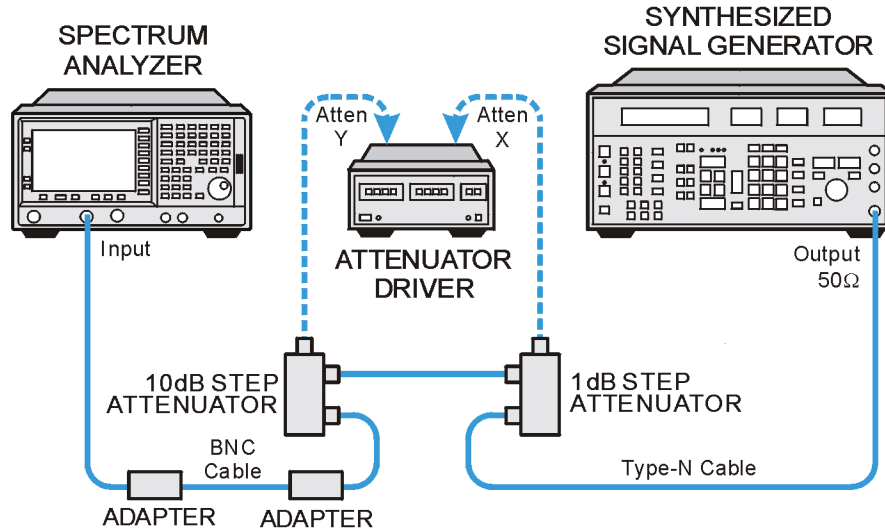 SPECTRUM
ANALYZER
SYNTHESIZED
SIGNAL GENERATOR
Atten
Y
Atten
X
Input
ATTENUATOR
DRIVER
Output
50Ω
10dB STEP
ATTENUATOR
1dB STEP
ATTENUATOR
BNC
Cable
Type-N Cable
ADAPTER
ADAPTER